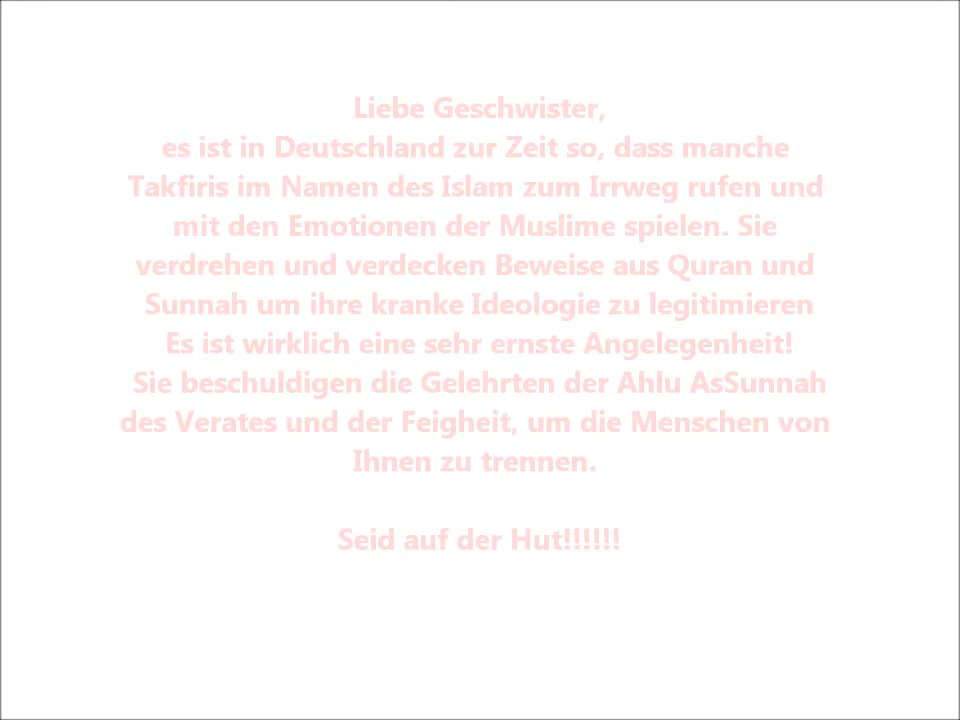 Liebe Geschwister,
es ist in Deutschland zur Zeit so, dass manche
Takfiris im Namen des Islam zum Irrweg rufen und
mit den Emotionen der Muslime spielen. Sie
verdrehen und verdecken Beweise aus Quran und
Sunnah um ihre kranke Ideologie zu legitimieren
Es ist wirklich eine sehr ernste Angelegenheit!
Sie beschuldigen die Gelehrten der Ahlu AsSunnah
des Verates und der Feigheit, um die Menschen von
Ihnen zu trennen.
Seid auf der Hut!!!!!!